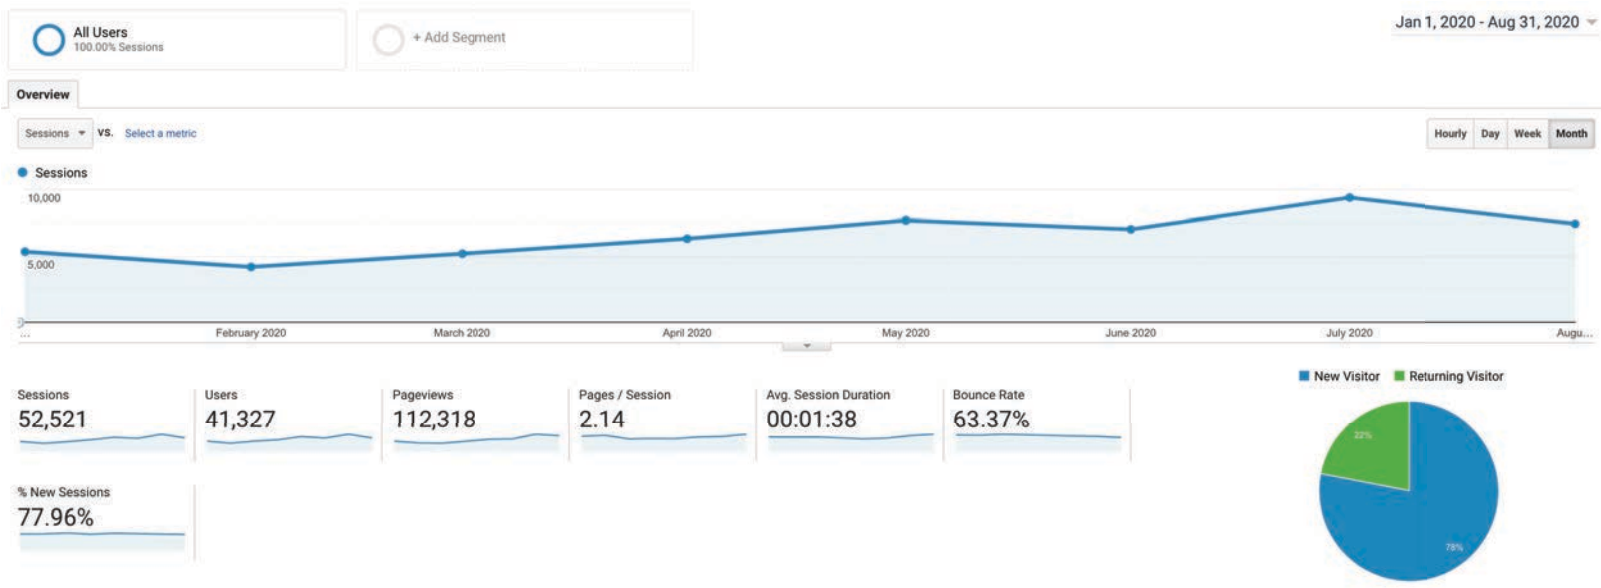 All Users
100.00% Sessions
+ Add Segment
Jan 1, 2020 - Aug 31, 2020
Overview
Sessions VS. Select a metric
Hourly Day Week Month
Sessions
10,000
5,000
... February 2020 March 2020 April 2020 May 2020 June 2020 July 2020 Augu...
New Visitor Returning Visitor
Sessions
52,521
Users
41,327
Pageviews
112,318
Pages / Session
2.14
Avg. Session Duration
00:01:38
Bounce Rate
63.37%
% New Sessions
77.96%
22%
78%